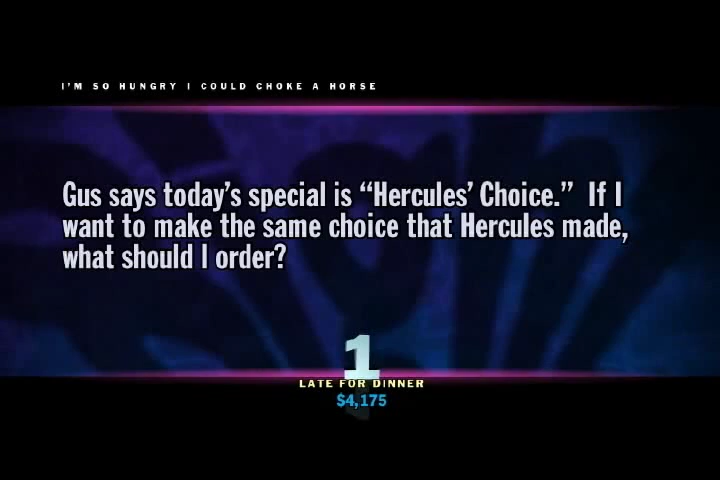 I'M SO HUNGRY I COULD CHOKE A HORSE
Gus says today's special is “Hercules’ Choice.” If I
want to make the same choice that Hercules made,
what should I order?
1
LATE FOR DINNER
$4,175